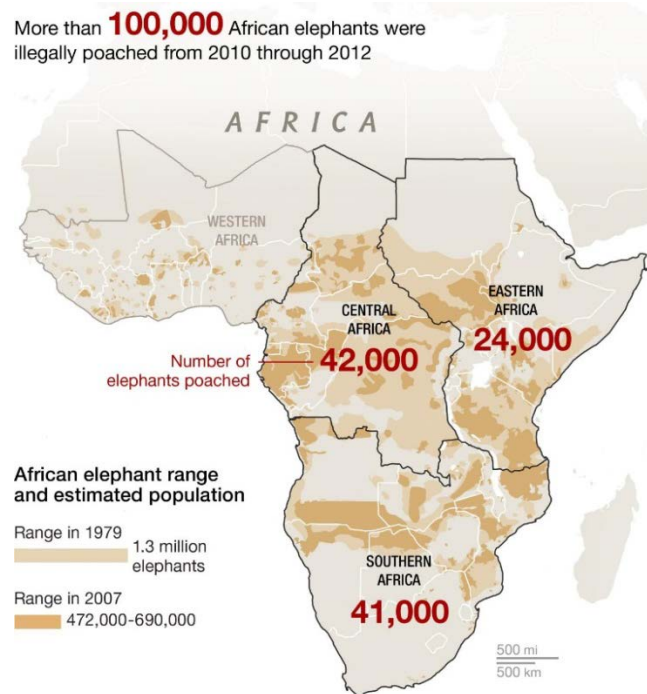 More than 100,000 African elephants were
illegally poached from 2010 through 2012
AFRICA
WESTERN
AFRICA
CENTRAL
AFRICA
42,000
EASTERN
AFRICA
24,000
Number of
elephants poached
SOUTHERN
AFRICA
41,000
African elephant range
and estimated population
Range in 1979
1.3 million
elephants
Range in 2007
472,000-690,000
500 mi
500 km